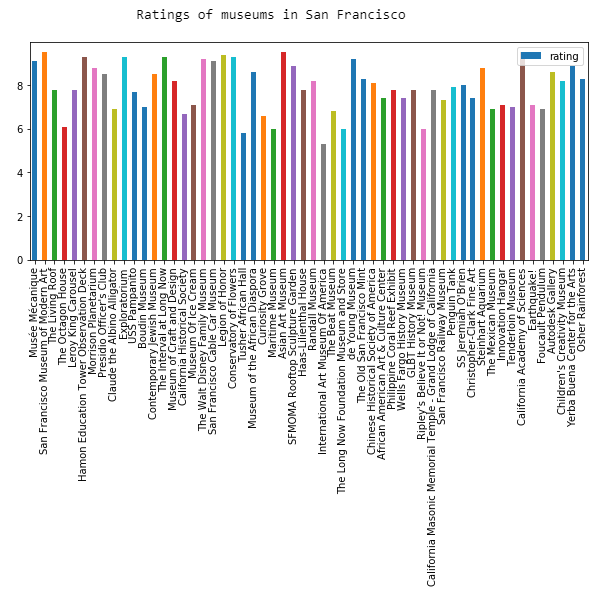 Ratings of museums in San Francisco
rating
8
6
4
2
0
Musée Mécanique
San Francisco Museum of Modern Art
The Living Roof
The Octagon House
Leroy King Carousel
Hamon Education Tower Observation Deck
Morrison Planetarium
Presidio Officer's Club
Claude the Albino Alligator
Exploratorium
USS Pampanito
Boudin Museum
Contemporary Jewish Museum
The Interval at Long Now
Museum of Craft and Design
California Historical Society
Museum Of Ice Cream
The Walt Disney Family Museum
San Francisco Cable Car Museum
Legion of Honor
Conservatory of Flowers
Tusher African Hall
Museum of the African Diaspora
Curiosity Grove
Maritime Museum
Asian Art Museum
SFMOMA Rooftop Sculpture Garden
Haas-Lilienthal House
Randall Museum
International Art Museum Of America
The Beat Museum
The Long Now Foundation Museum and Store
de Young Museum
The Old San Francisco Mint
Chinese Historical Society of America
African American Art & Cultrue Center
Philippine Coral Reef Exhibit
Wells Fargo History Museum
GLBT History Museum
Ripley's Believe It or Not! Museum
California Masonic Memorial Temple - Grand Lodge of California
San Francisco Railway Museum
Penguin Tank
SS Jeremiah O'Brien
Christopher-Clark Fine Art
Steinhart Aquarium
The Mexican Museum
Innovation Hangar
Tenderloin Museum
California Academy of Sciences
Earthquake!
Foucault Pendulum
Autodesk Gallery
Children's Creativity Museum
Yerba Buena Center for the Arts
Osher Rainforest